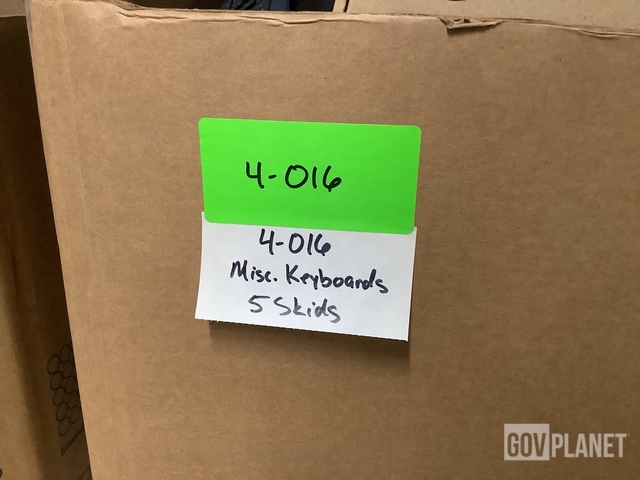 4-016
4-016
Misc. Keyboards
5 Skids
GOVPLANET